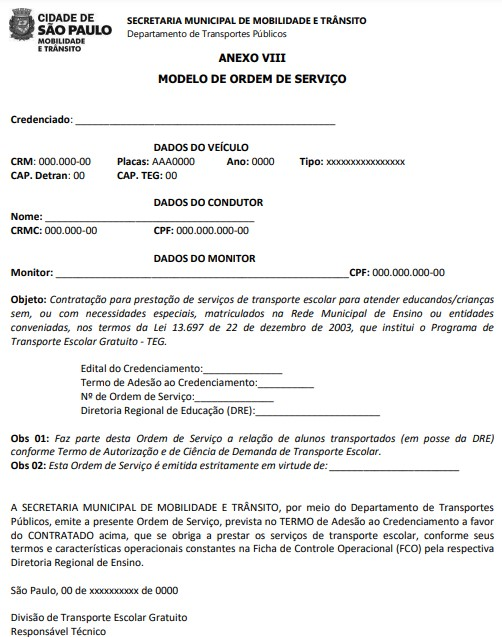 CIDADE DE
SÃO PAULO
MOBILIDADE
E TRÂNSITO
SECRETARIA MUNICIPAL DE MOBILIDADE E TRÂNSITO
Departamento de Transportes Públicos
ANEXO VIII
MODELO DE ORDEM DE SERVIÇO
Credenciado: ____________________________________________
DADOS DO VEÍCULO
CRM: 000.000-00 Placas: AAA0000 Ano: 0000 Tipo: xxxxxxxxxxxxxxxx
CAP. Detran: 00 CAP. TEG: 00
DADOS DO CONDUTOR
Nome: ____________________________________
CRMC: 000.000-00 CPF: 000.000.000-00
DADOS DO MONITOR
Monitor: __________________________________________________CPF: 000.000.000-00
Objeto: Contratação para prestação de serviços de transporte escolar para atender educandos/crianças
sem, ou com necessidades especiais, matriculados na Rede Municipal de Ensino ou entidades
conveniadas, nos termos da Lei 13.697 de 22 de dezembro de 2003, que institui o Programa de
Transporte Escolar Gratuito - TEG.
Edital do Credenciamento:______________
Termo de Adesão ao Credenciamento:__________
Nº de Ordem de Serviço:______________
Diretoria Regional de Educação (DRE):______________________
Obs 01: Faz parte desta Ordem de Serviço a relação de alunos transportados (em posse da DRE)
conforme Termo de Autorização e de Ciência de Demanda de Transporte Escolar.
Obs 02: Esta Ordem de Serviço é emitida estritamente em virtude de: ______________________
A SECRETARIA MUNICIPAL DE MOBILIDADE E TRÂNSITO, por meio do Departamento de Transportes
Públicos, emite a presente Ordem de Serviço, prevista no TERMO de Adesão ao Credenciamento a favor
do CONTRATADO acima, que se obriga a prestar os serviços de transporte escolar, conforme seus
termos e características operacionais constantes na Ficha de Controle Operacional (FCO) pela respectiva
Diretoria Regional de Ensino.
São Paulo, 00 de xxxxxxxxxx de 0000
Divisão de Transporte Escolar Gratuito
Responsável Técnico